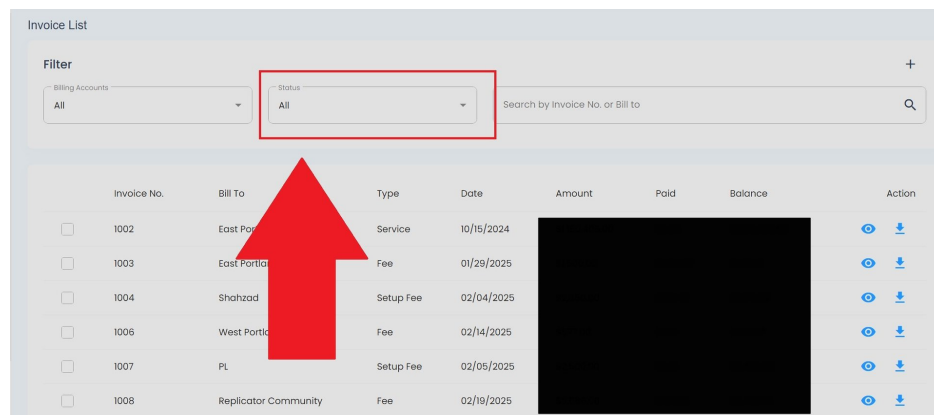 Invoice List
Filter
+
Billing Accounts
All
Status
All
Search by Invoice No. or Bill to
Invoice No. Bill To Type Date Amount Paid Balance Action
1002 East Por Service 10/15/2024
1003 East Portla Fee 01/29/2025
1004 Shahzad Setup Fee 02/04/2025
1006 West Portl Fee 02/14/2025
1007 PL Setup Fee 02/05/2025
1008 Replicator Community Fee 02/19/2025